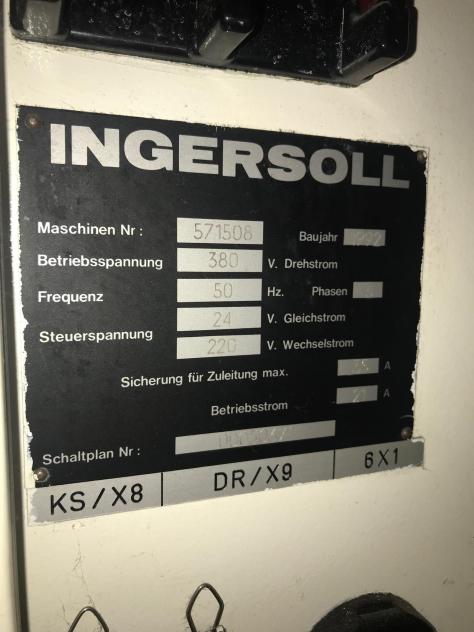 INGERSOLL
Maschinen Nr : 571508 Baujahr
Betriebsspannung 380 V. Drehstrom
Frequenz 50 Hz. Phasen
Steuerspannung 24 V. Gleichstrom
220 V. Wechselstrom
Sicherung für Zuleitung max. A
Betriebsstrom A
Schaltplan Nr :
KS/X8 DR/X9 6X1